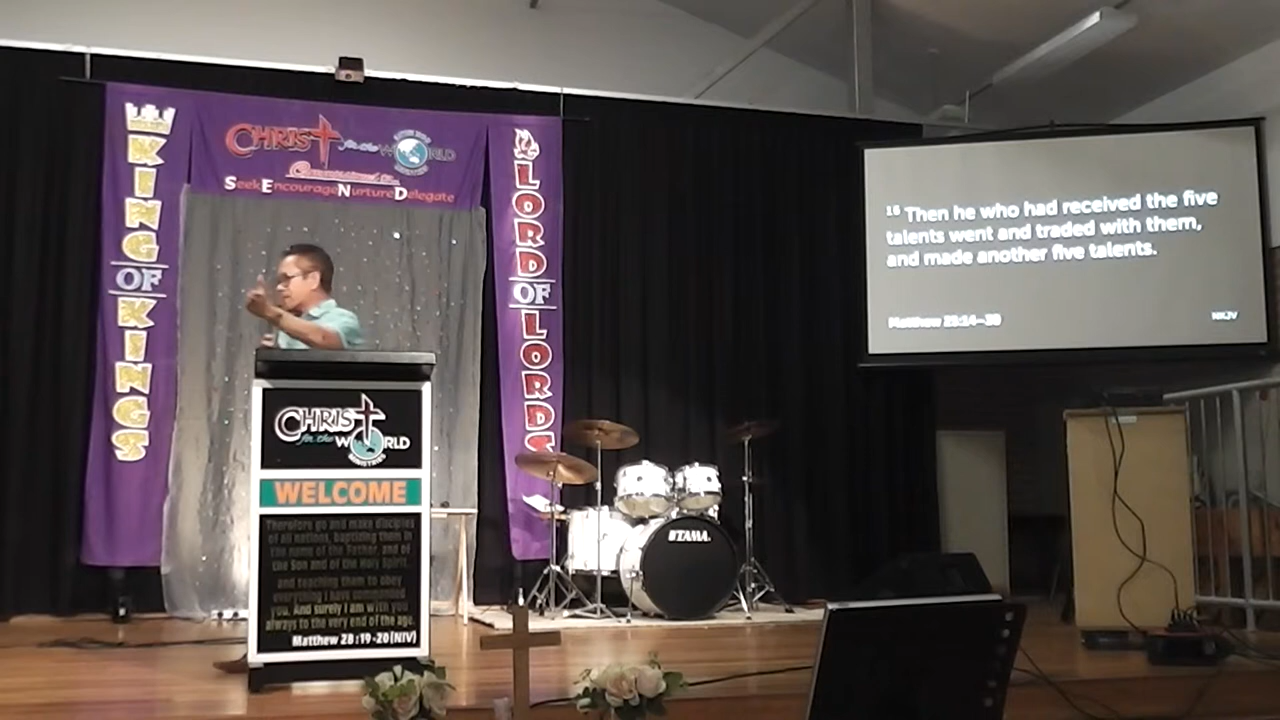 KING OF KINGS
CHRIST for the WORLD
Seek Encourage Nurture Delegate
LORD OF LORDS
16 Then he who had received the five
talents went and traded with them,
and made another five talents.
Matthew 25:14–30
NKJV
CHRIST
for the WORLD
MINISTRIES
WELCOME
Therefore go and make disciples
of all nations, baptizing them in
the name of the Father, and of
the Son and of the Holy Spirit,
and teaching them to obey
everything I have commanded
you. And surely I am with you
always to the very end of the age.
Matthew 28:19-20(NIV)
TAMA